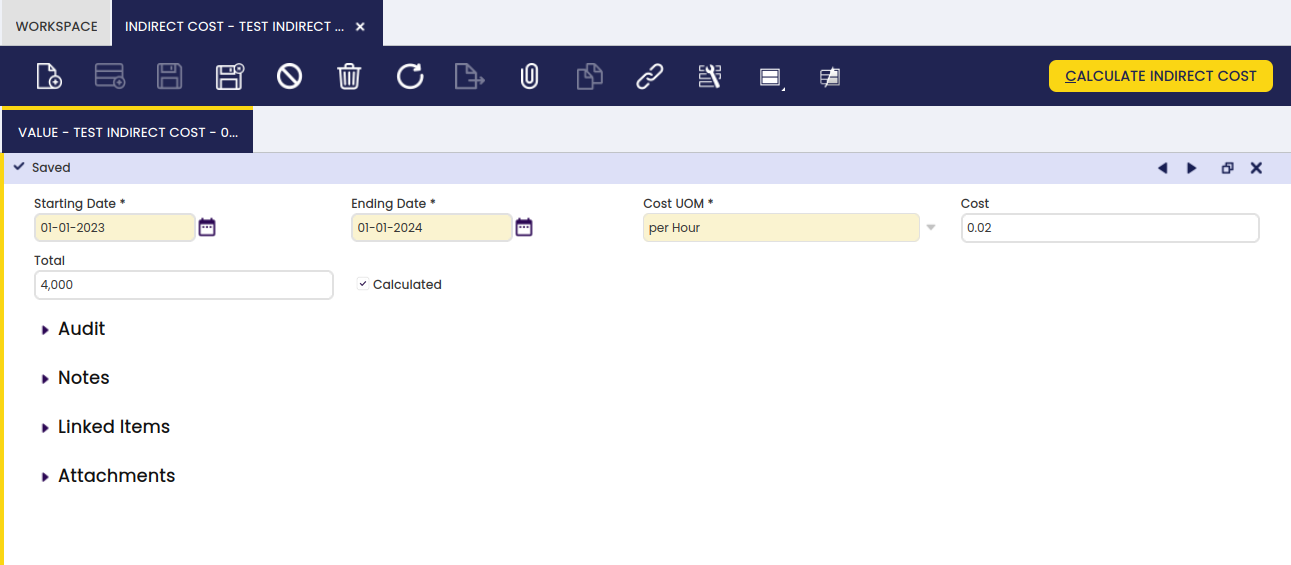 WORKSPACE
INDIRECT COST - TEST INDIRECT ...
CALCULATE INDIRECT COST
VALUE - TEST INDIRECT COST - 0...
Saved
Starting Date *
Ending Date *
Cost UOM *
Cost
01-01-2023
01-01-2024
per Hour
0.02
Total
4,000
Calculated
Audit
Notes
Linked Items
Attachments